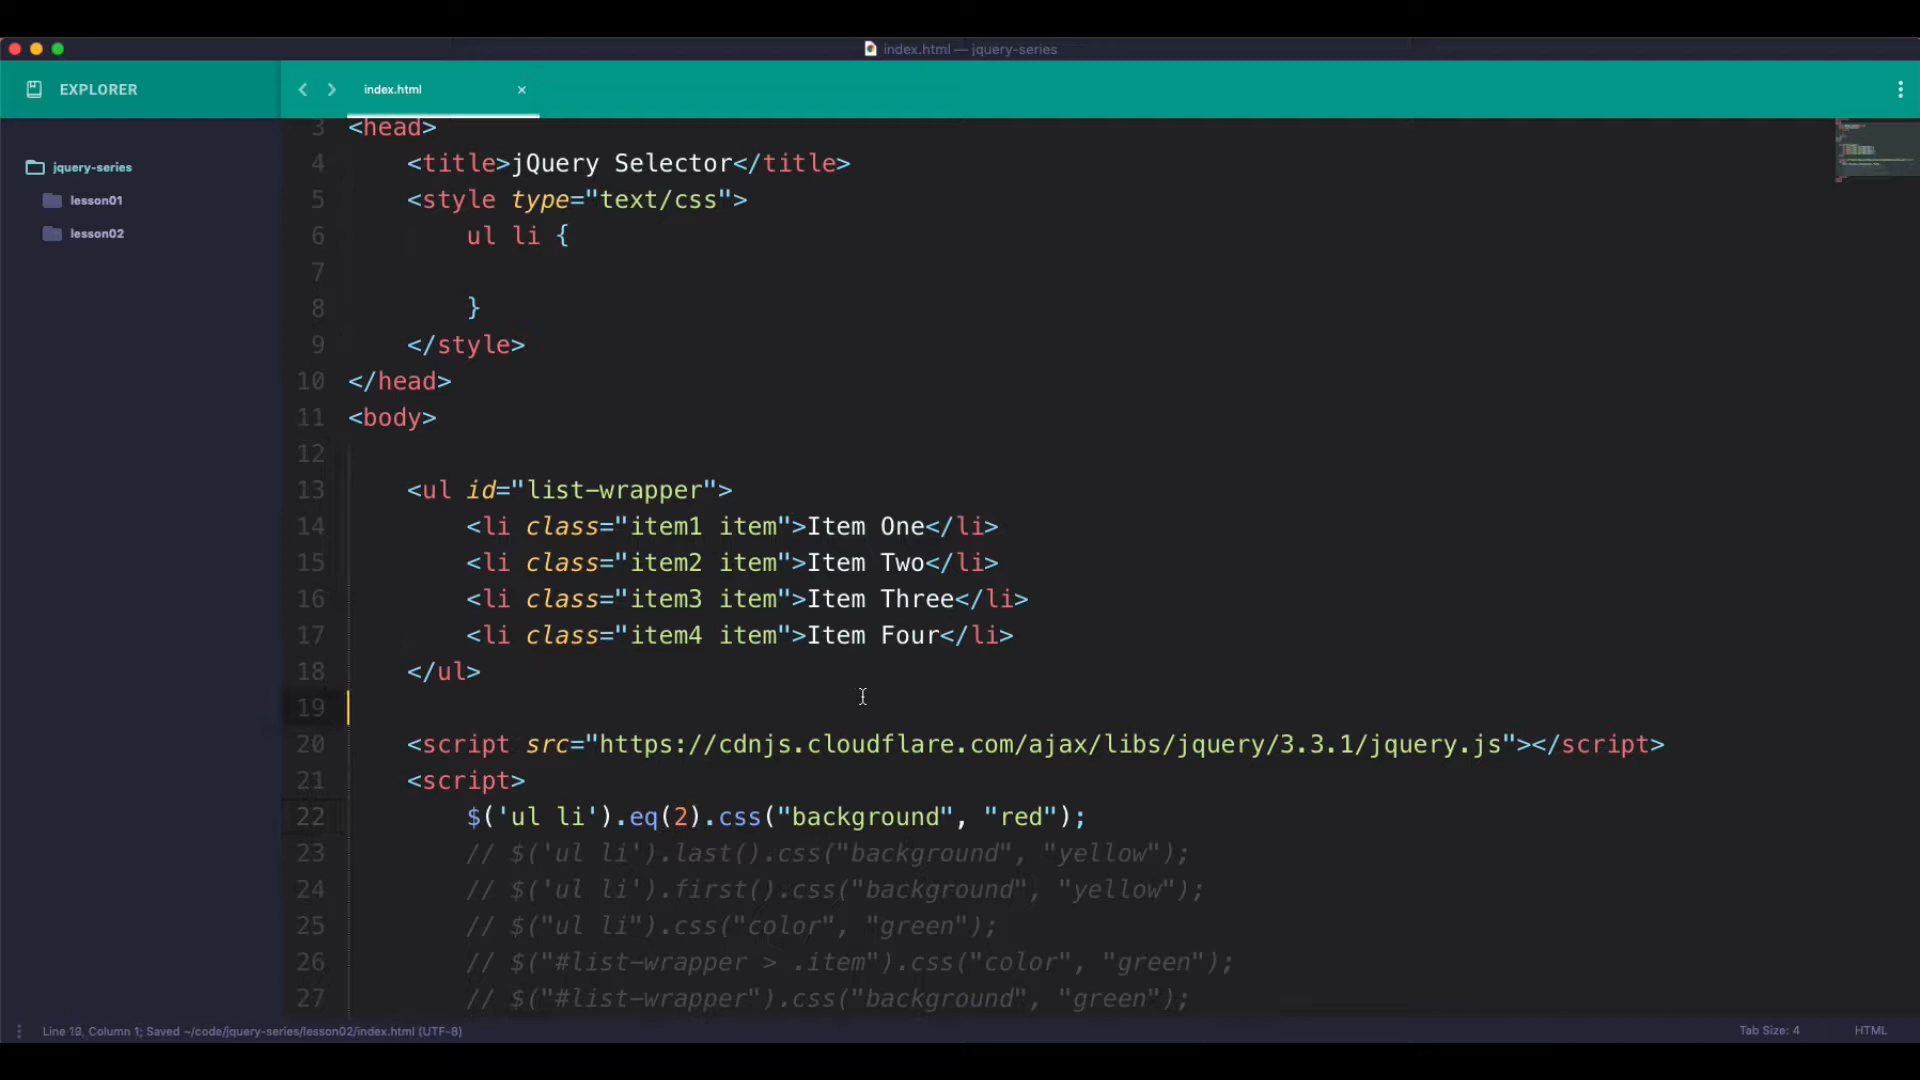 index.html — jquery-series
EXPLORER
index.html
jquery-series
lesson01
lesson02
3 <head>
4 <title>jQuery Selector</title>
5 <style type="text/css">
6 ul li {
7
8 }
9 </style>
10 </head>
11 <body>
12
13 <ul id="list-wrapper">
14 <li class="item1 item">Item One</li>
15 <li class="item2 item">Item Two</li>
16 <li class="item3 item">Item Three</li>
17 <li class="item4 item">Item Four</li>
18 </ul>
19
20 <script src="https://cdnjs.cloudflare.com/ajax/libs/jquery/3.3.1/jquery.js"></script>
21 <script>
22 $('ul li').eq(2).css("background", "red");
23 // $('ul li').last().css("background", "yellow");
24 // $('ul li').first().css("background", "yellow");
25 // $("ul li").css("color", "green");
26 // $("#list-wrapper > .item").css("color", "green");
27 // $("#list-wrapper").css("background", "green");
Line 19, Column 1; Saved ~/code/jquery-series/lesson02/index.html (UTF-8)
Tab Size: 4
HTML